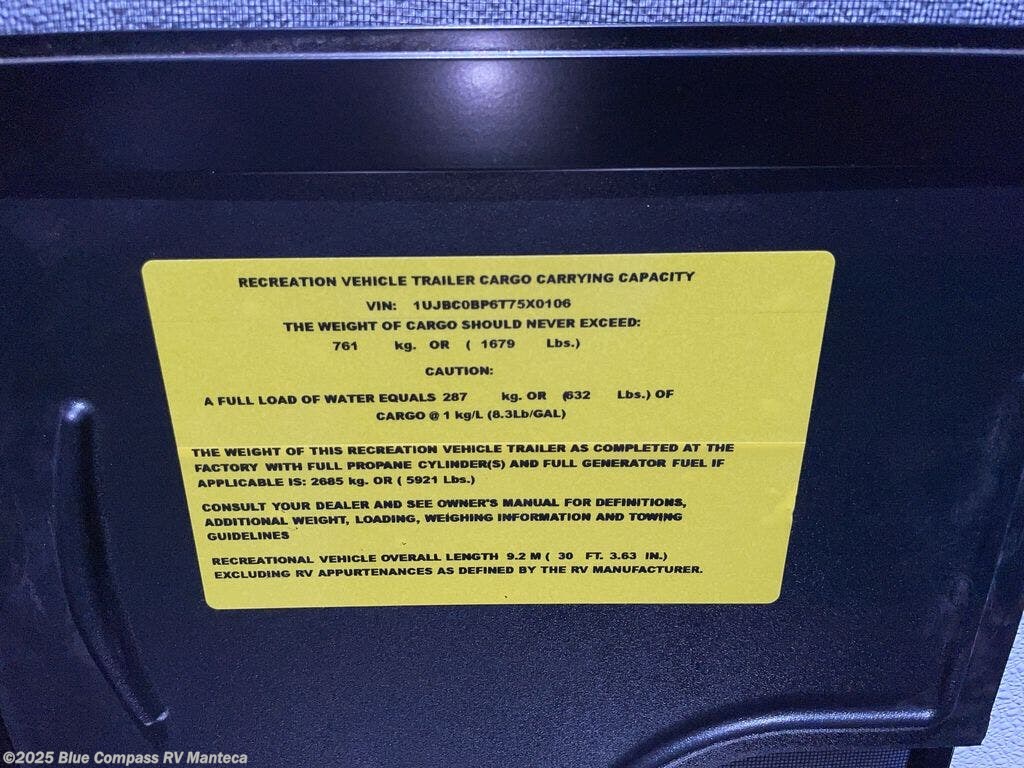 RECREATION VEHICLE TRAILER CARGO CARRYING CAPACITY
VIN: 1UJBC0BP6T75X0106
THE WEIGHT OF CARGO SHOULD NEVER EXCEED:
761 kg. OR ( 1679 Lbs.)
CAUTION:
A FULL LOAD OF WATER EQUALS 287 kg. OR (632 Lbs.) OF
CARGO @ 1 kg/L (8.3Lb/GAL)
THE WEIGHT OF THIS RECREATION VEHICLE TRAILER AS COMPLETED AT THE
FACTORY WITH FULL PROPANE CYLINDER(S) AND FULL GENERATOR FUEL IF
APPLICABLE IS: 2685 kg. OR ( 5921 Lbs.)
CONSULT YOUR DEALER AND SEE OWNER'S MANUAL FOR DEFINITIONS,
ADDITIONAL WEIGHT, LOADING, WEIGHING INFORMATION AND TOWING
GUIDELINES
RECREATIONAL VEHICLE OVERALL LENGTH 9.2 M ( 30 FT. 3.63 IN.)
EXCLUDING RV APPURTENANCES AS DEFINED BY THE RV MANUFACTURER.
©2025 Blue Compass RV Manteca